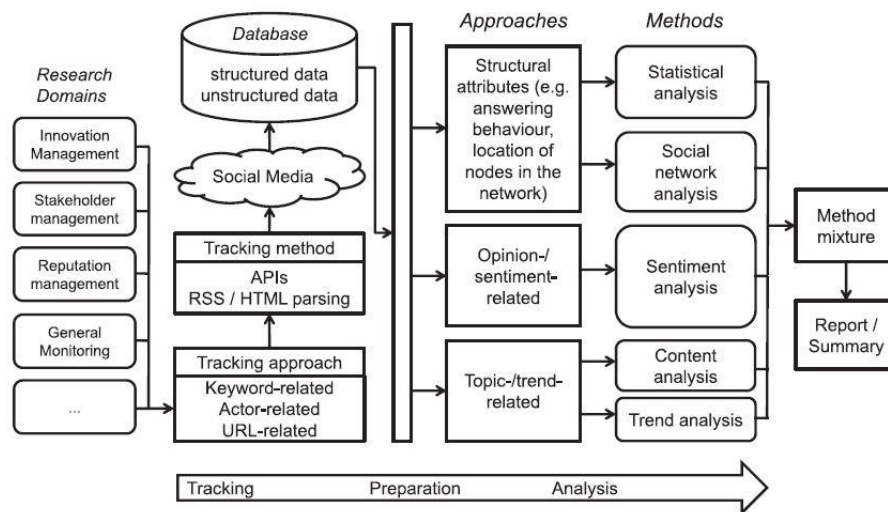 Research
Domains
Innovation
Management
Stakeholder
management
Reputation
management
General
Monitoring
...
Database
structured data
unstructured data
Social Media
Tracking method
APIs
RSS / HTML parsing
Tracking approach
Keyword-related
Actor-related
URL-related
Approaches
Structural
attributes (e.g.
answering
behaviour,
location of
nodes in the
network)
Opinion-/
sentiment-
related
Topic-/trend-
related
Methods
Statistical
analysis
Social
network
analysis
Sentiment
analysis
Content
analysis
Trend analysis
Method
mixture
Report /
Summary
Tracking Preparation Analysis